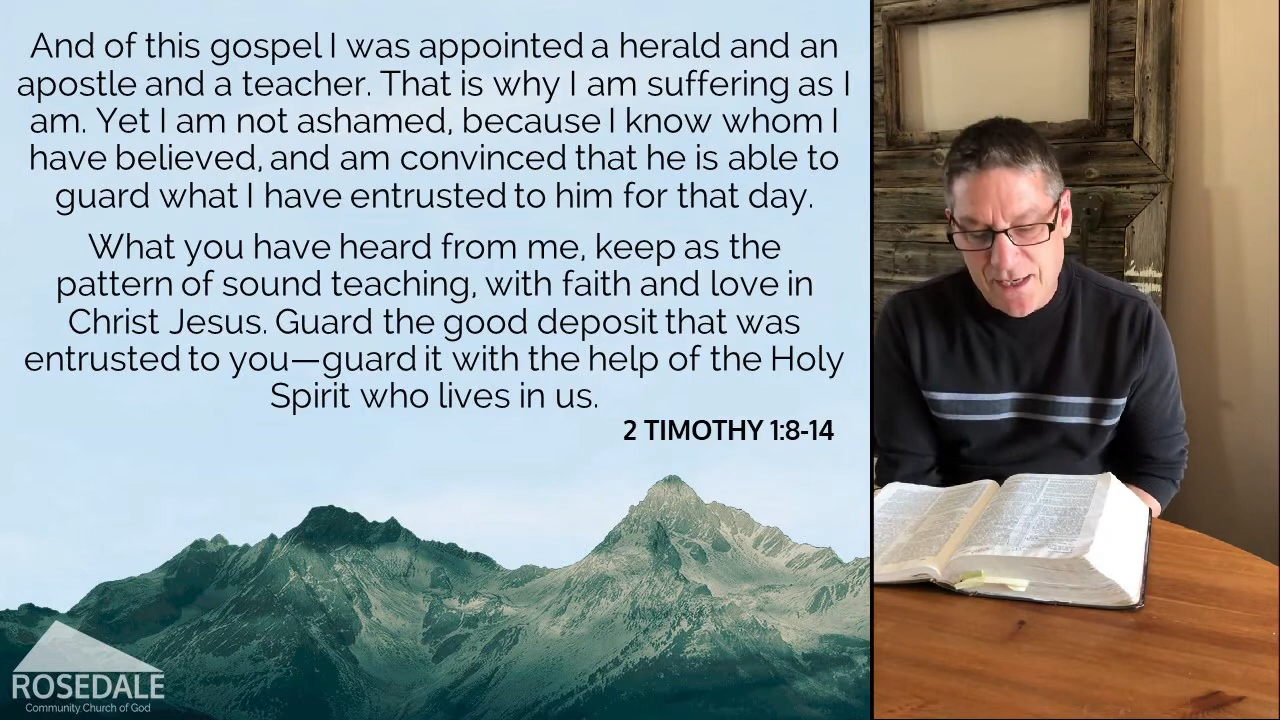 And of this gospel I was appointed a herald and an
apostle and a teacher. That is why I am suffering as I
am. Yet I am not ashamed, because I know whom I
have believed, and am convinced that he is able to
guard what I have entrusted to him for that day.
What you have heard from me, keep as the
pattern of sound teaching, with faith and love in
Christ Jesus. Guard the good deposit that was
entrusted to you—guard it with the help of the Holy
Spirit who lives in us.
2 TIMOTHY 1:8-14
ROSEDALE
Community Church of God